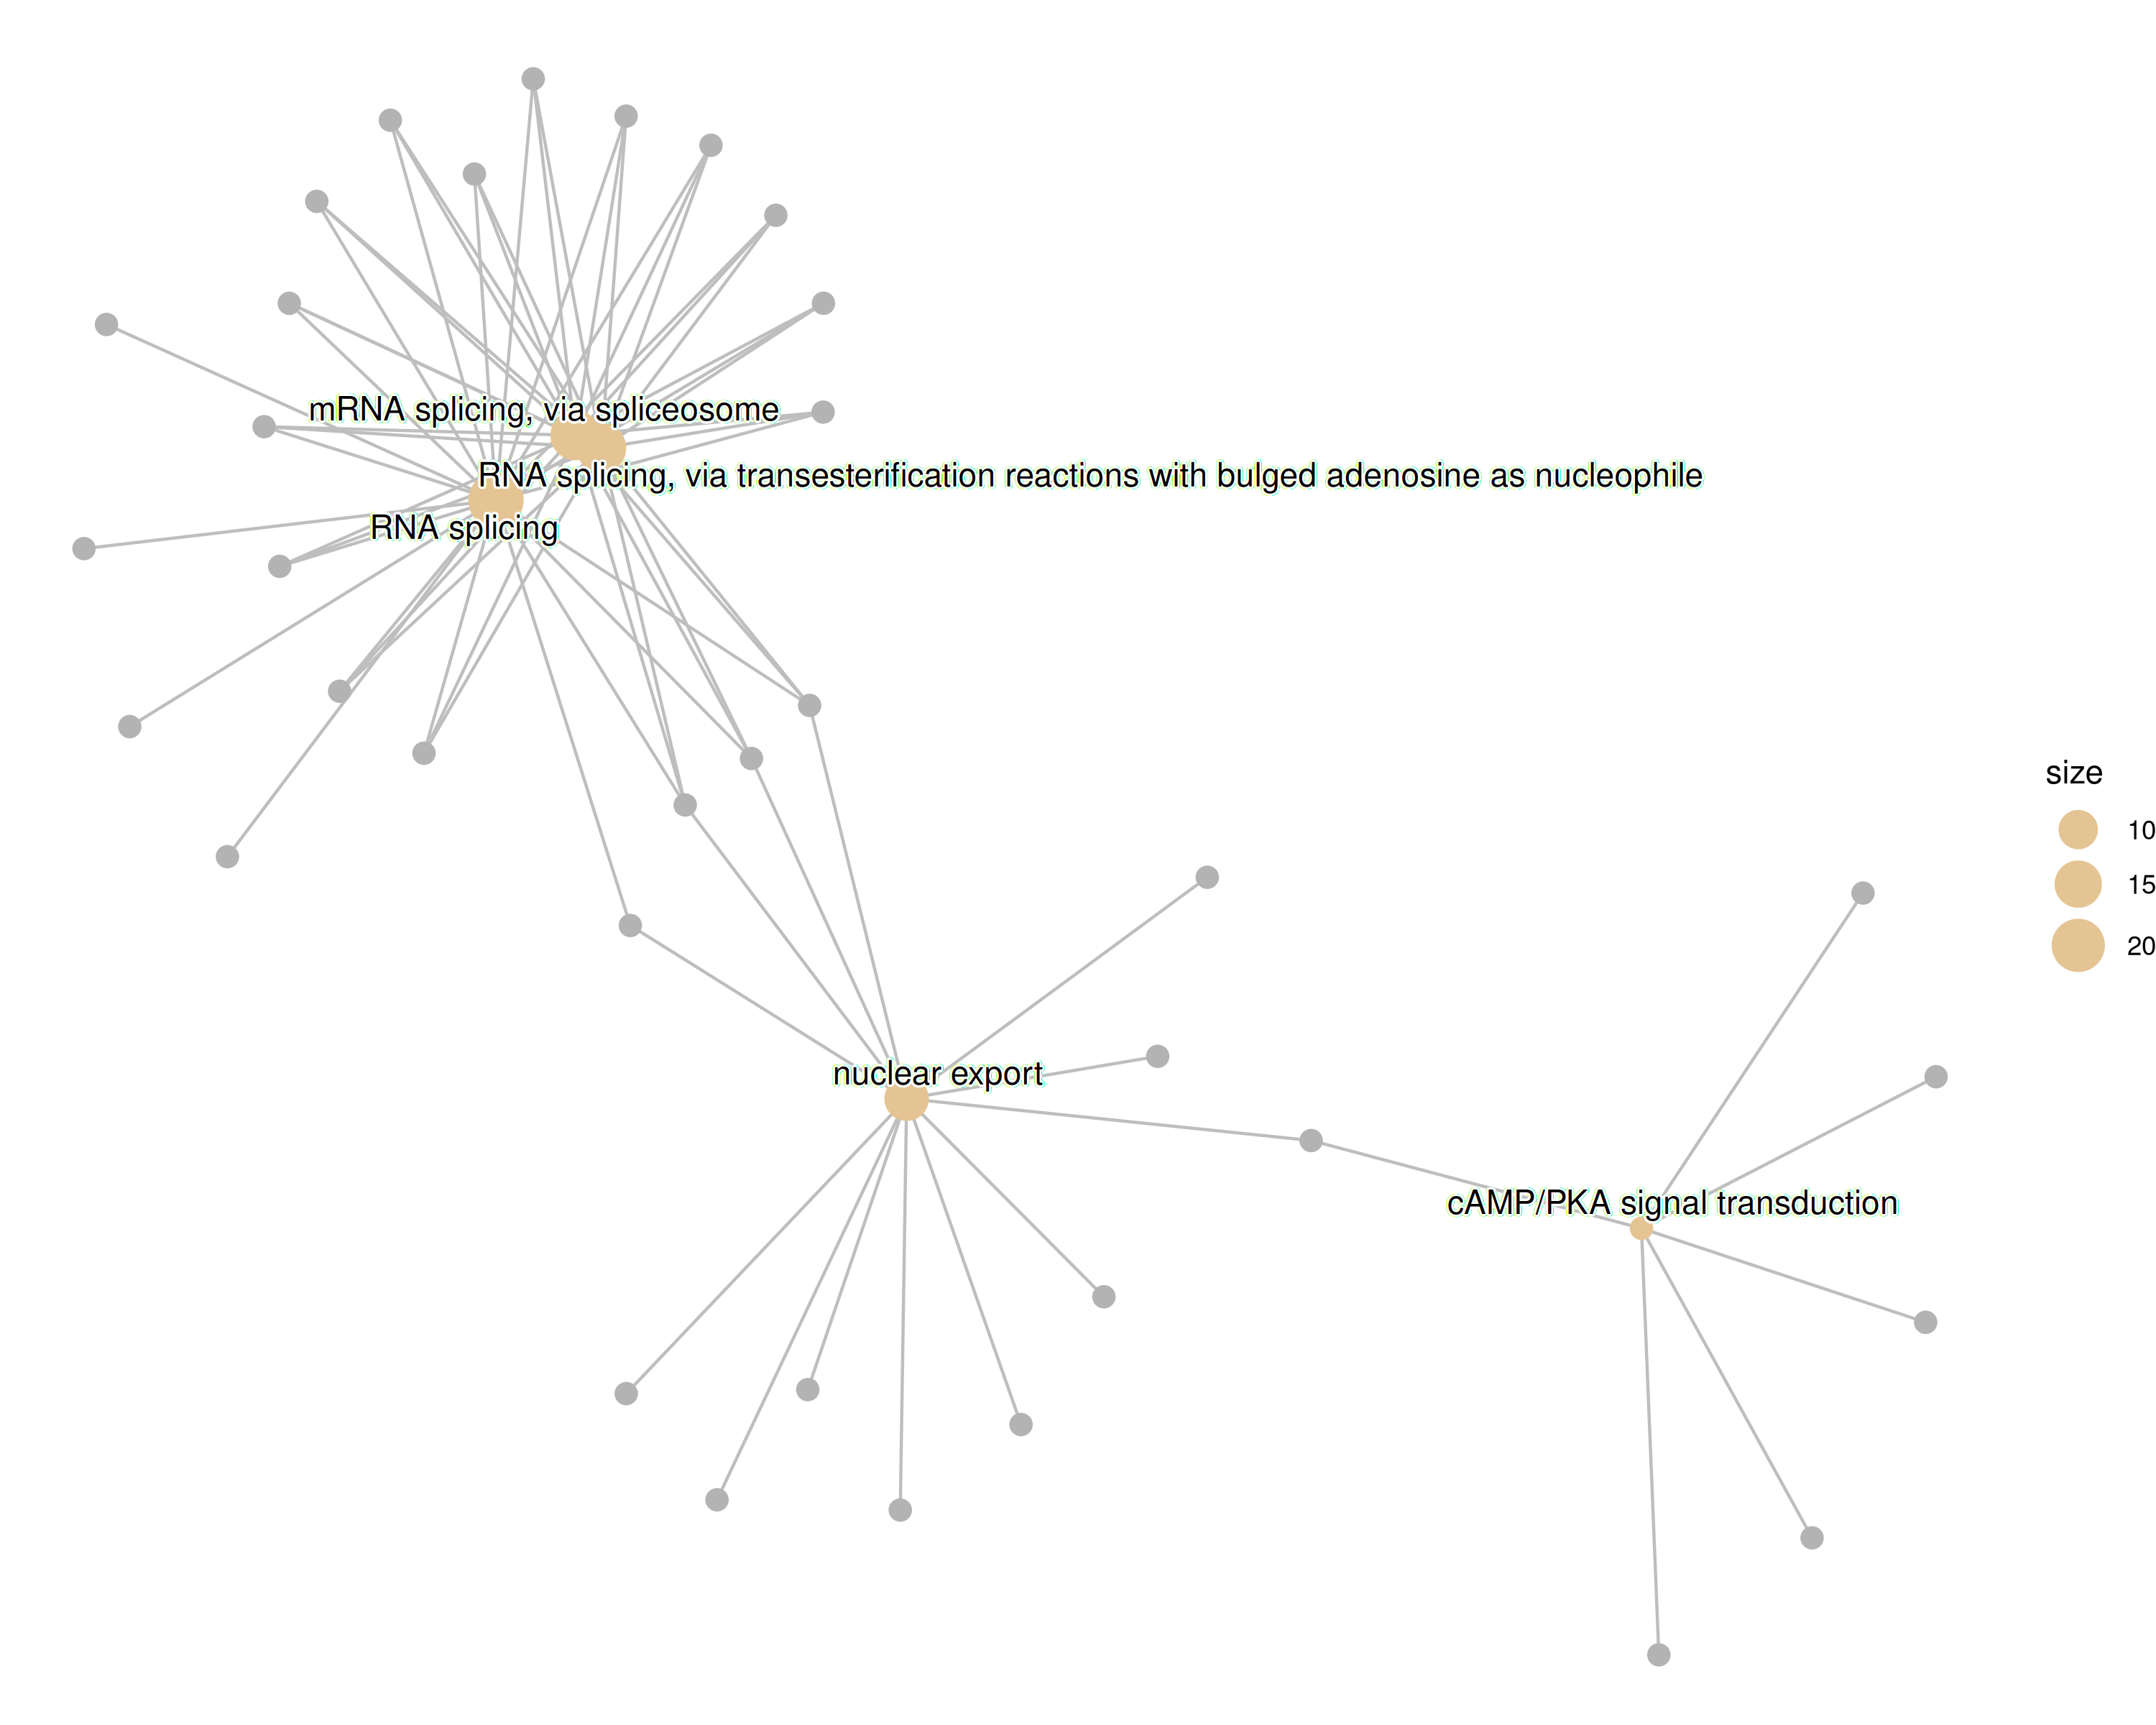 mRNA splicing, via spliceosome
RNA splicing, via transesterification reactions with bulged adenosine as nucleophile
RNA splicing
size
10
15
20
nuclear export
cAMP/PKA signal transduction